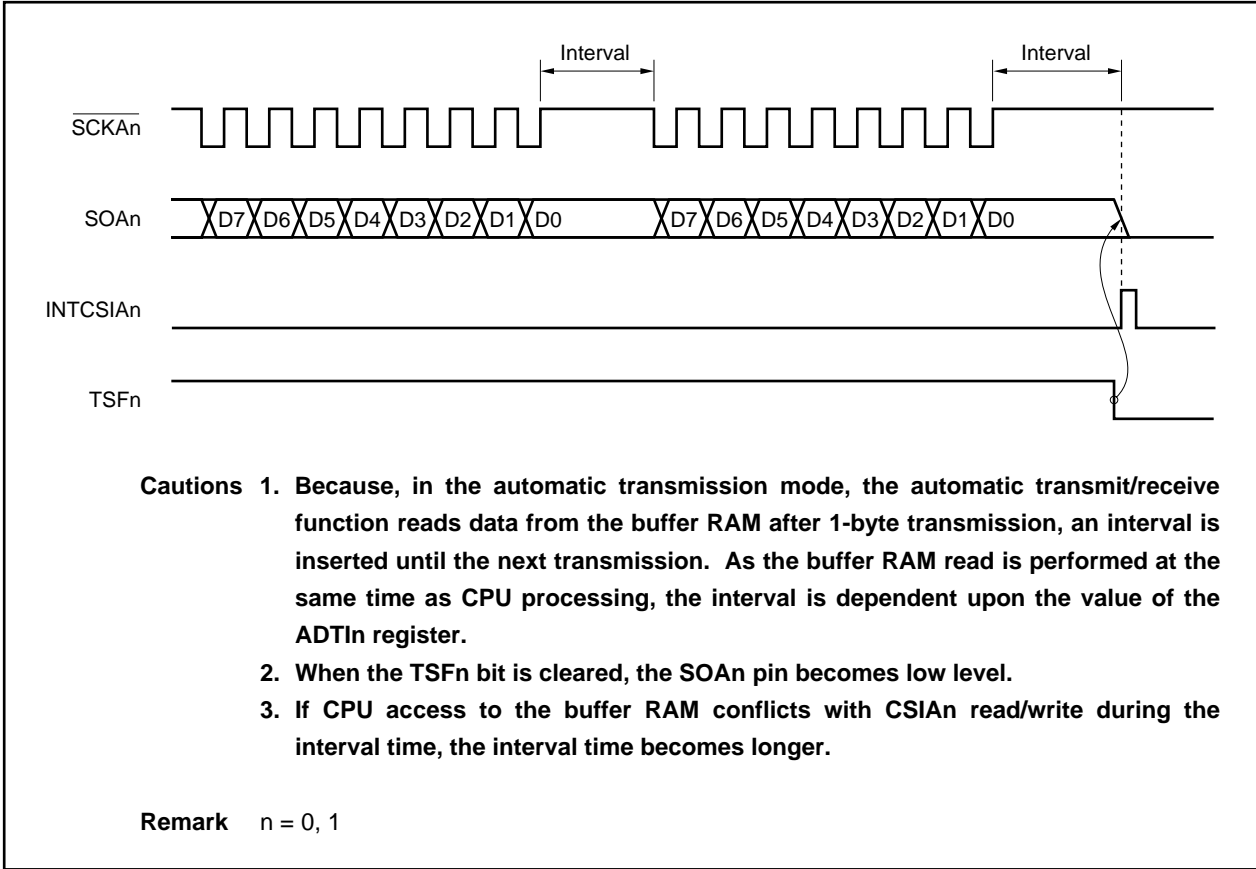 Interval Interval
SCKAn
SOAn D7 D6 D5 D4 D3 D2 D1 D0 D7 D6 D5 D4 D3 D2 D1 D0
INTCSIAn
TSFn
Cautions 1. Because, in the automatic transmission mode, the automatic transmit/receive
function reads data from the buffer RAM after 1-byte transmission, an interval is
inserted until the next transmission. As the buffer RAM read is performed at the
same time as CPU processing, the interval is dependent upon the value of the
ADTIn register.
2. When the TSFn bit is cleared, the SOAn pin becomes low level.
3. If CPU access to the buffer RAM conflicts with CSIAn read/write during the
interval time, the interval time becomes longer.
Remark n = 0, 1